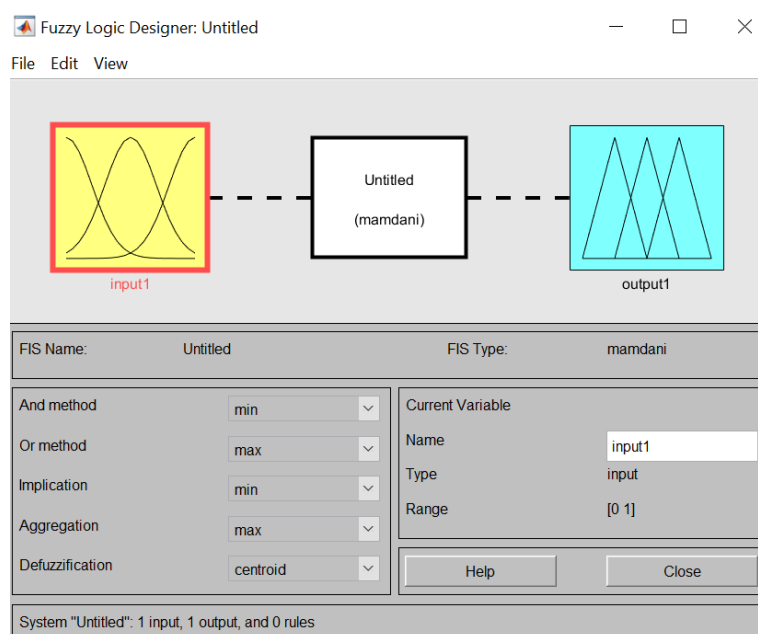 Fuzzy Logic Designer: Untitled
File Edit View
Untitled
(mamdani)
input1
output1
FIS Name: Untitled FIS Type: mamdani
And method min
Or method max
Implication min
Aggregation max
Defuzzification centroid
Current Variable
Name input1
Type input
Range [0 1]
Help Close
System "Untitled": 1 input, 1 output, and 0 rules